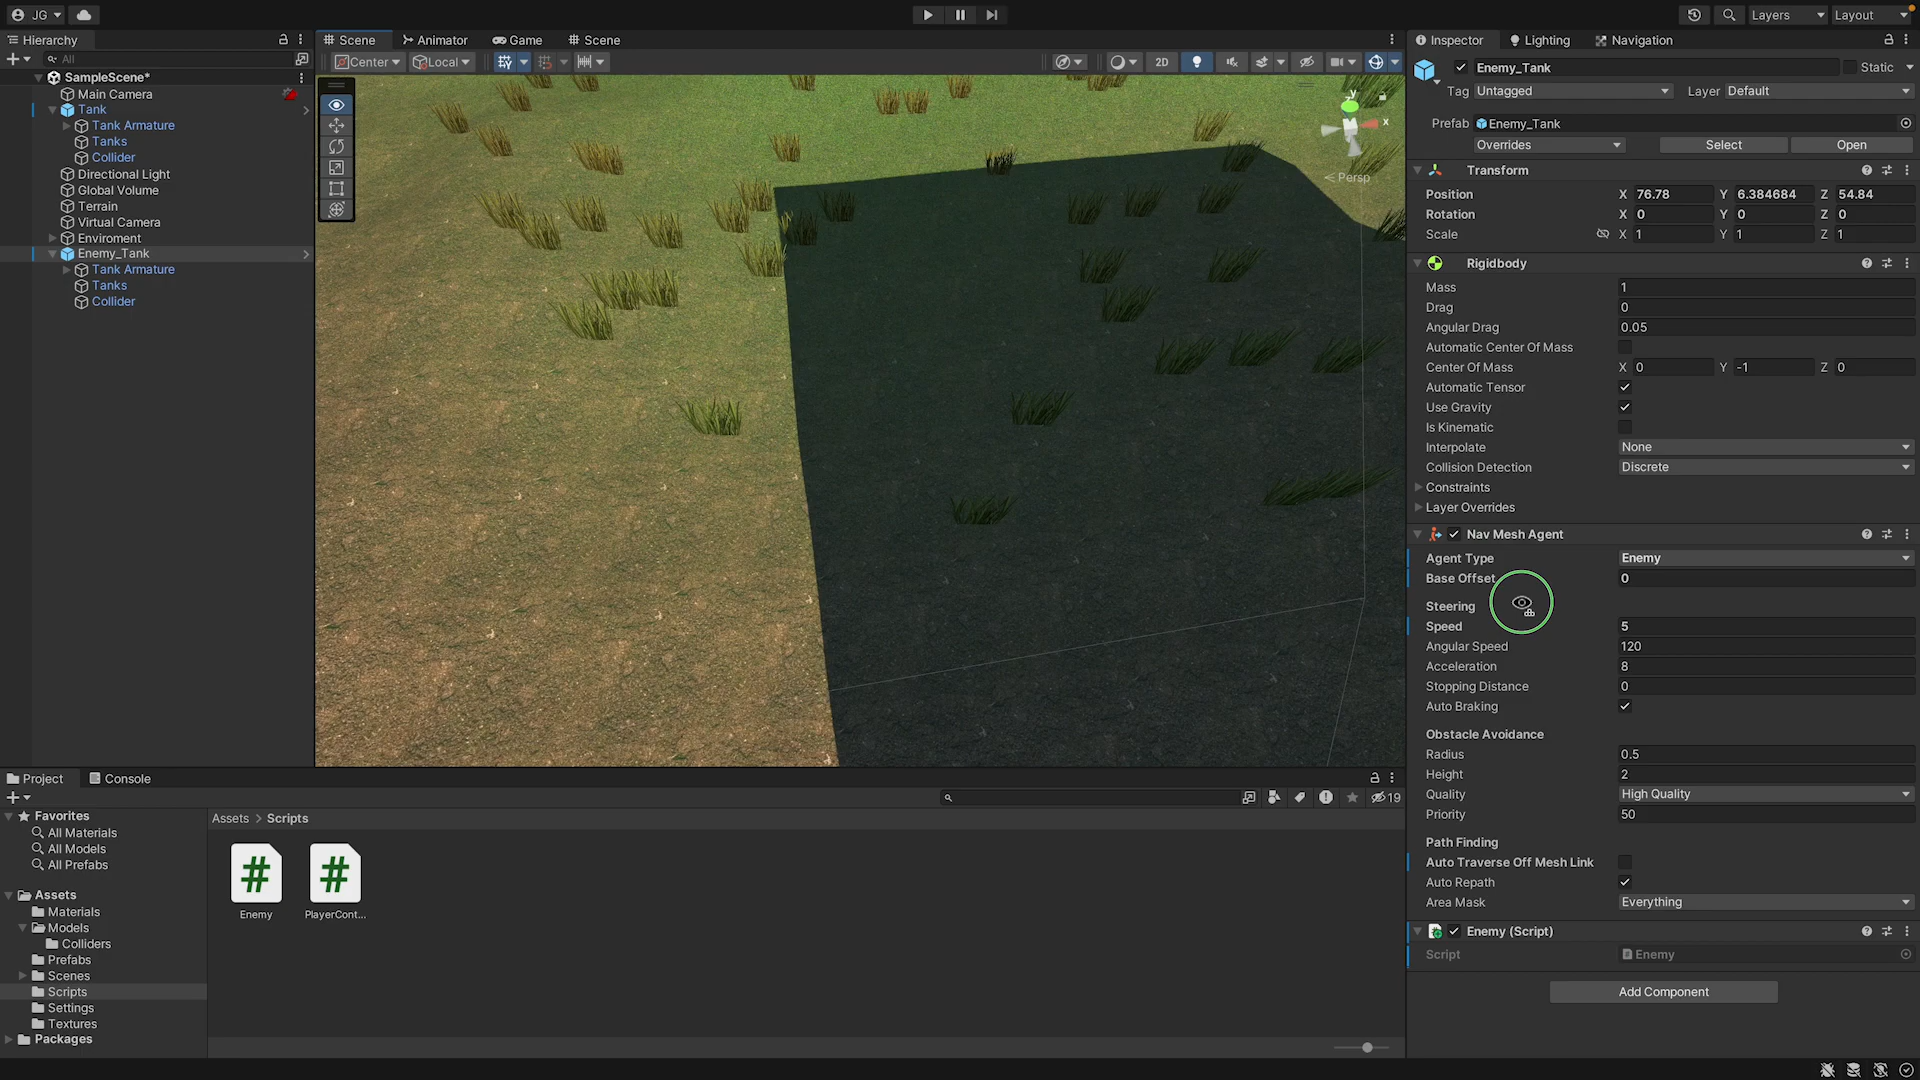 JG
Layers
Layout
Hierarchy
Scene
Animator
Game
Scene
Inspector
Lighting
Navigation
All
Center
Local
2D
Enemy_Tank
Static
SampleScene*
Main Camera
Tank
Tank Armature
Tanks
Collider
Directional Light
Global Volume
Terrain
Virtual Camera
Enviroment
Enemy_Tank
Tank Armature
Tanks
Collider
y
x
Persp
Tag Untagged Layer Default
Prefab Enemy_Tank
Overrides Select Open
Transform
Position X 76.78 Y 6.384684 Z 54.84
Rotation X 0 Y 0 Z 0
Scale X 1 Y 1 Z 1
Rigidbody
Mass 1
Drag 0
Angular Drag 0.05
Automatic Center Of Mass
Center Of Mass X 0 Y -1 Z 0
Automatic Tensor
Use Gravity
Is Kinematic
Interpolate None
Collision Detection Discrete
Constraints
Layer Overrides
Nav Mesh Agent
Agent Type Enemy
Base Offset 0
Steering
Speed 5
Angular Speed 120
Acceleration 8
Stopping Distance 0
Auto Braking
Obstacle Avoidance
Radius 0.5
Height 2
Quality High Quality
Priority 50
Path Finding
Auto Traverse Off Mesh Link
Auto Repath
Area Mask Everything
Enemy (Script)
Script Enemy
Add Component
Project
Console
19
Favorites
All Materials
All Models
All Prefabs
Assets
Materials
Models
Colliders
Prefabs
Scenes
Scripts
Settings
Textures
Packages
Assets > Scripts
#
#
Enemy
PlayerCont...